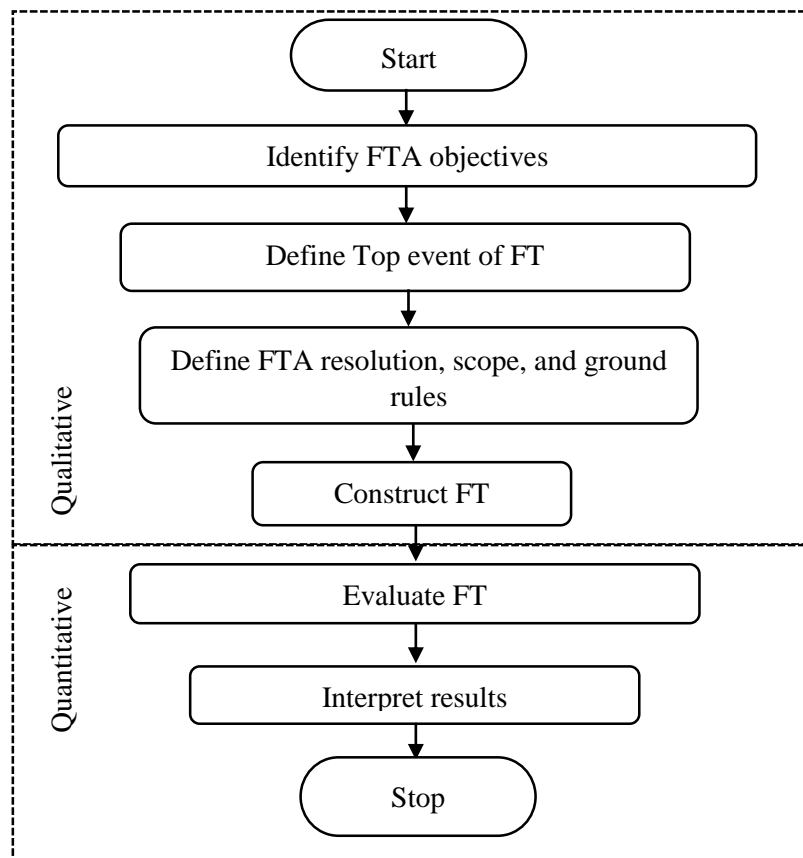 Start
Identify FTA objectives
Define Top event of FT
Define FTA resolution, scope, and ground
rules
Qualitative
Construct FT
Evaluate FT
Quantitative
Interpret results
Stop